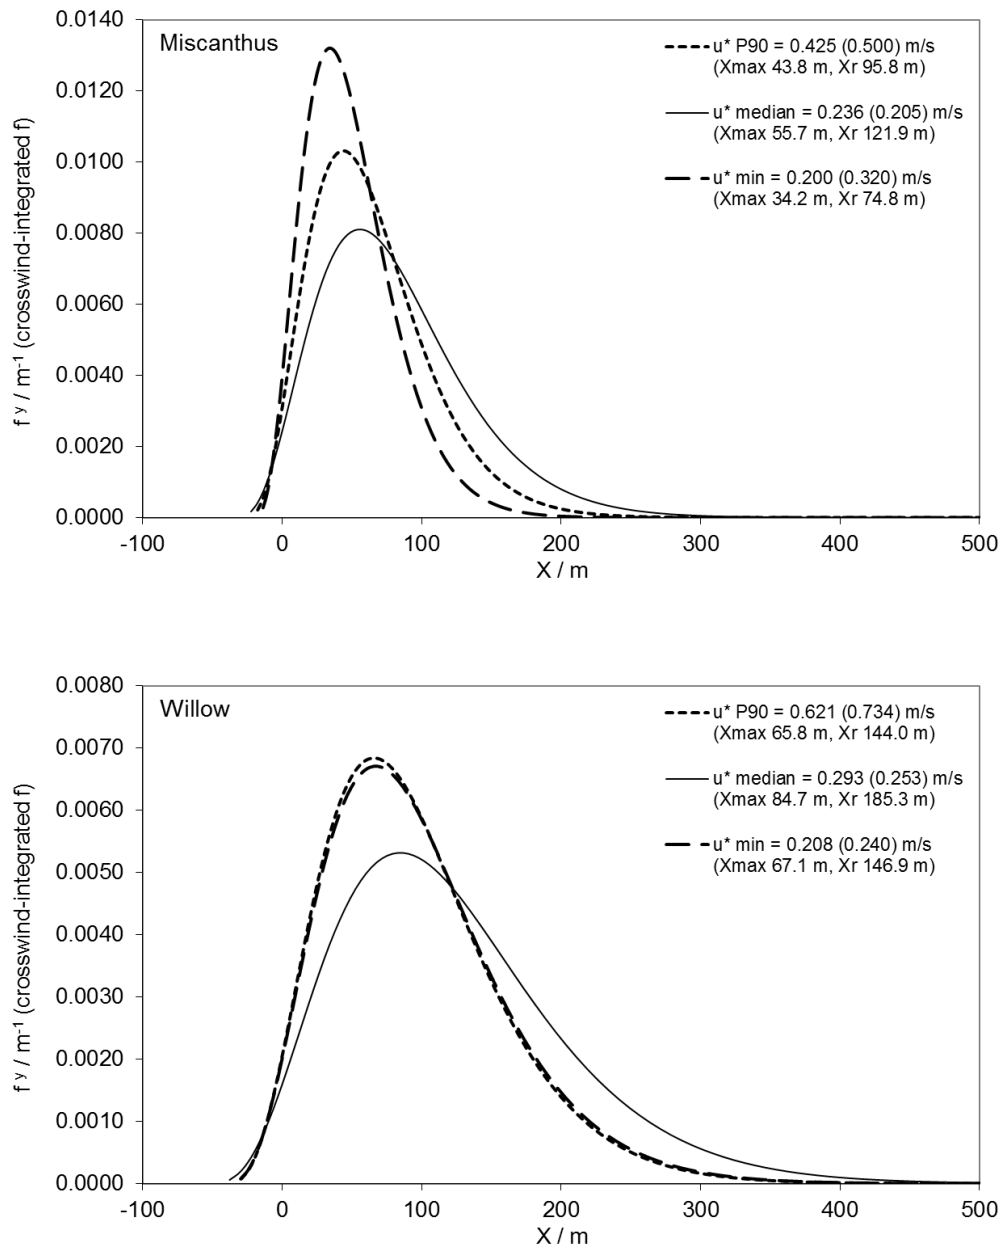 Miscanthus
u* P90 = 0.425 (0.500) m/s
(Xmax 43.8 m, Xr 95.8 m)
u* median = 0.236 (0.205) m/s
(Xmax 55.7 m, Xr 121.9 m)
u* min = 0.200 (0.320) m/s
(Xmax 34.2 m, Xr 74.8 m)
f y / m-1 (crosswind-integrated f)
0.0140
0.0120
0.0100
0.0080
0.0060
0.0040
0.0020
0.0000
-100 0 100 200 300 400 500
X / m
Willow
u* P90 = 0.621 (0.734) m/s
(Xmax 65.8 m, Xr 144.0 m)
u* median = 0.293 (0.253) m/s
(Xmax 84.7 m, Xr 185.3 m)
u* min = 0.208 (0.240) m/s
(Xmax 67.1 m, Xr 146.9 m)
f y / m-1 (crosswind-integrated f)
0.0080
0.0070
0.0060
0.0050
0.0040
0.0030
0.0020
0.0010
0.0000
-100 0 100 200 300 400 500
X / m